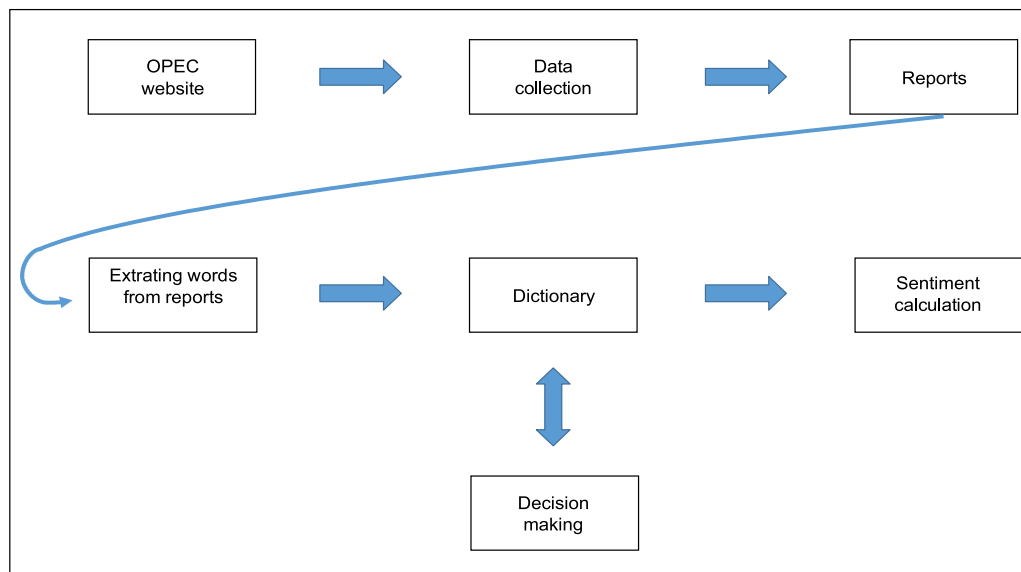 OPEC
website
Data
collection
Reports
Extrating words
from reports
Dictionary
Sentiment
calculation
Decision
making